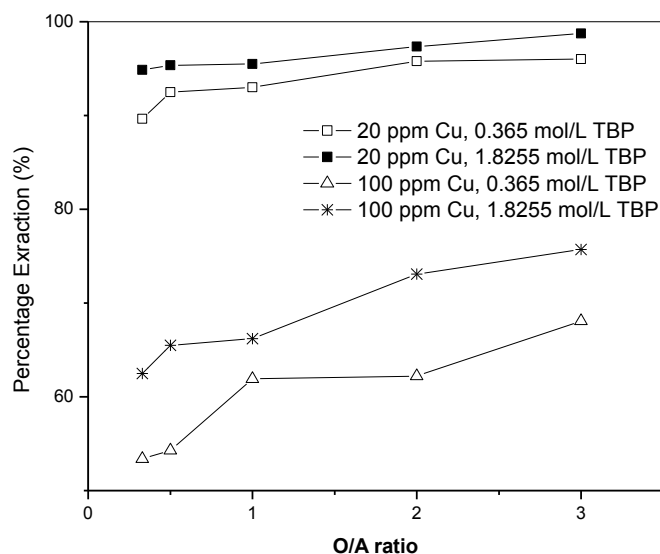 100
80
60
Percentage Exraction (%)
20 ppm Cu, 0.365 mol/L TBP
20 ppm Cu, 1.8255 mol/L TBP
100 ppm Cu, 0.365 mol/L TBP
100 ppm Cu, 1.8255 mol/L TBP
0
1
2
3
O/A ratio